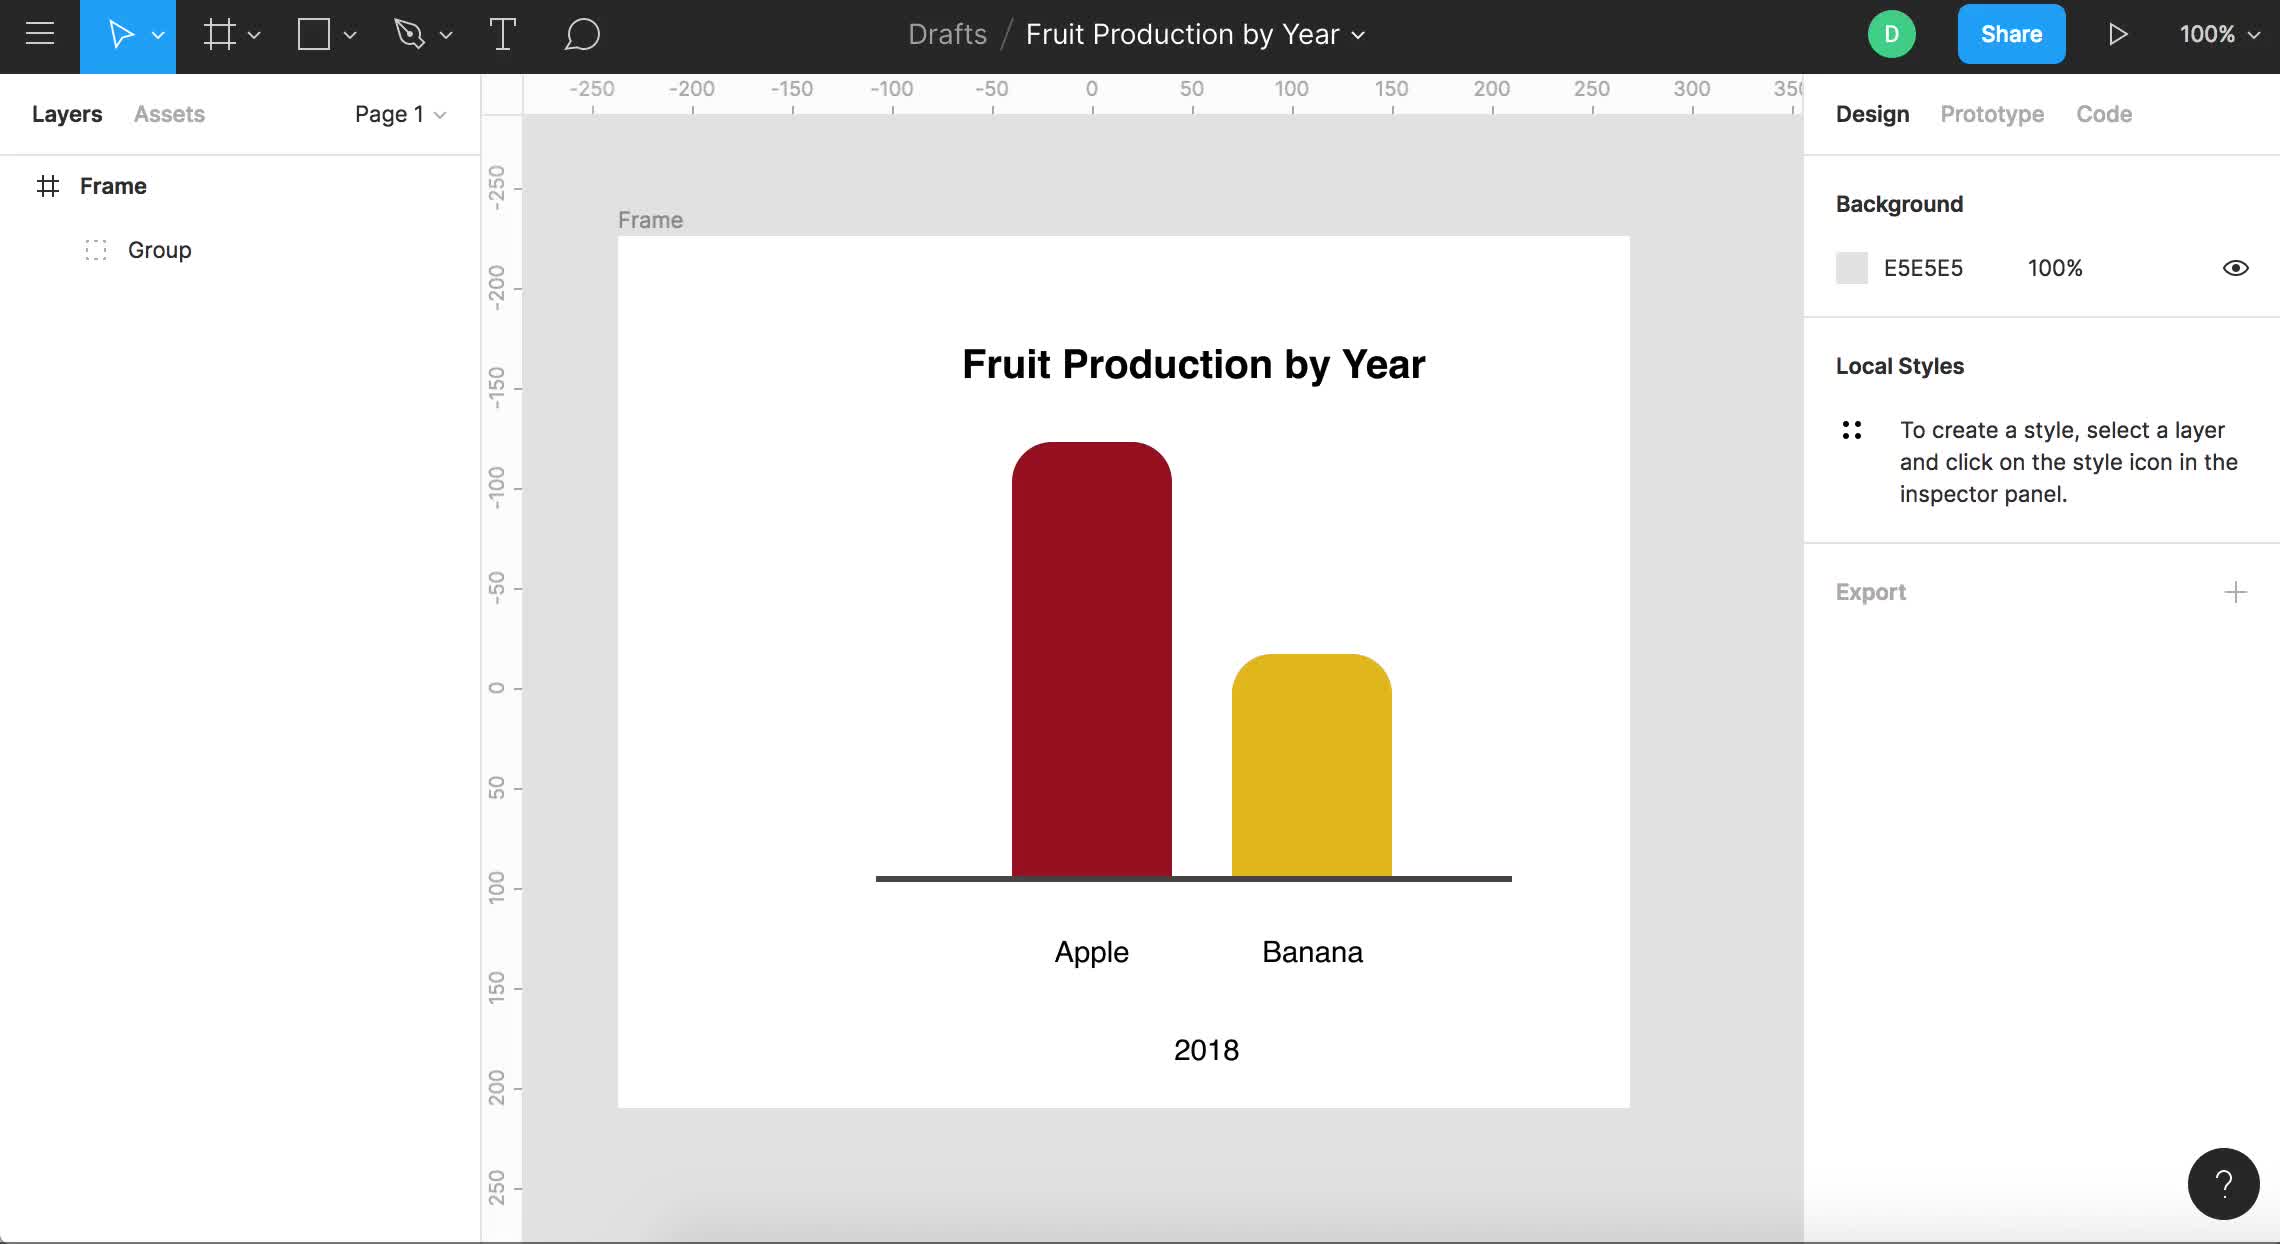 Drafts / Fruit Production by Year
D
Share
100%
Layers
Assets
Page 1
-250 -200 -150 -100 -50 0 50 100 150 200 250 300 350
Design
Prototype
Code
Frame
Group
-250
-200
-150
-100
-50
0
50
100
150
200
250
Frame
Fruit Production by Year
Apple
Banana
2018
Background
E5E5E5
100%
Local Styles
To create a style, select a layer
and click on the style icon in the
inspector panel.
Export
?